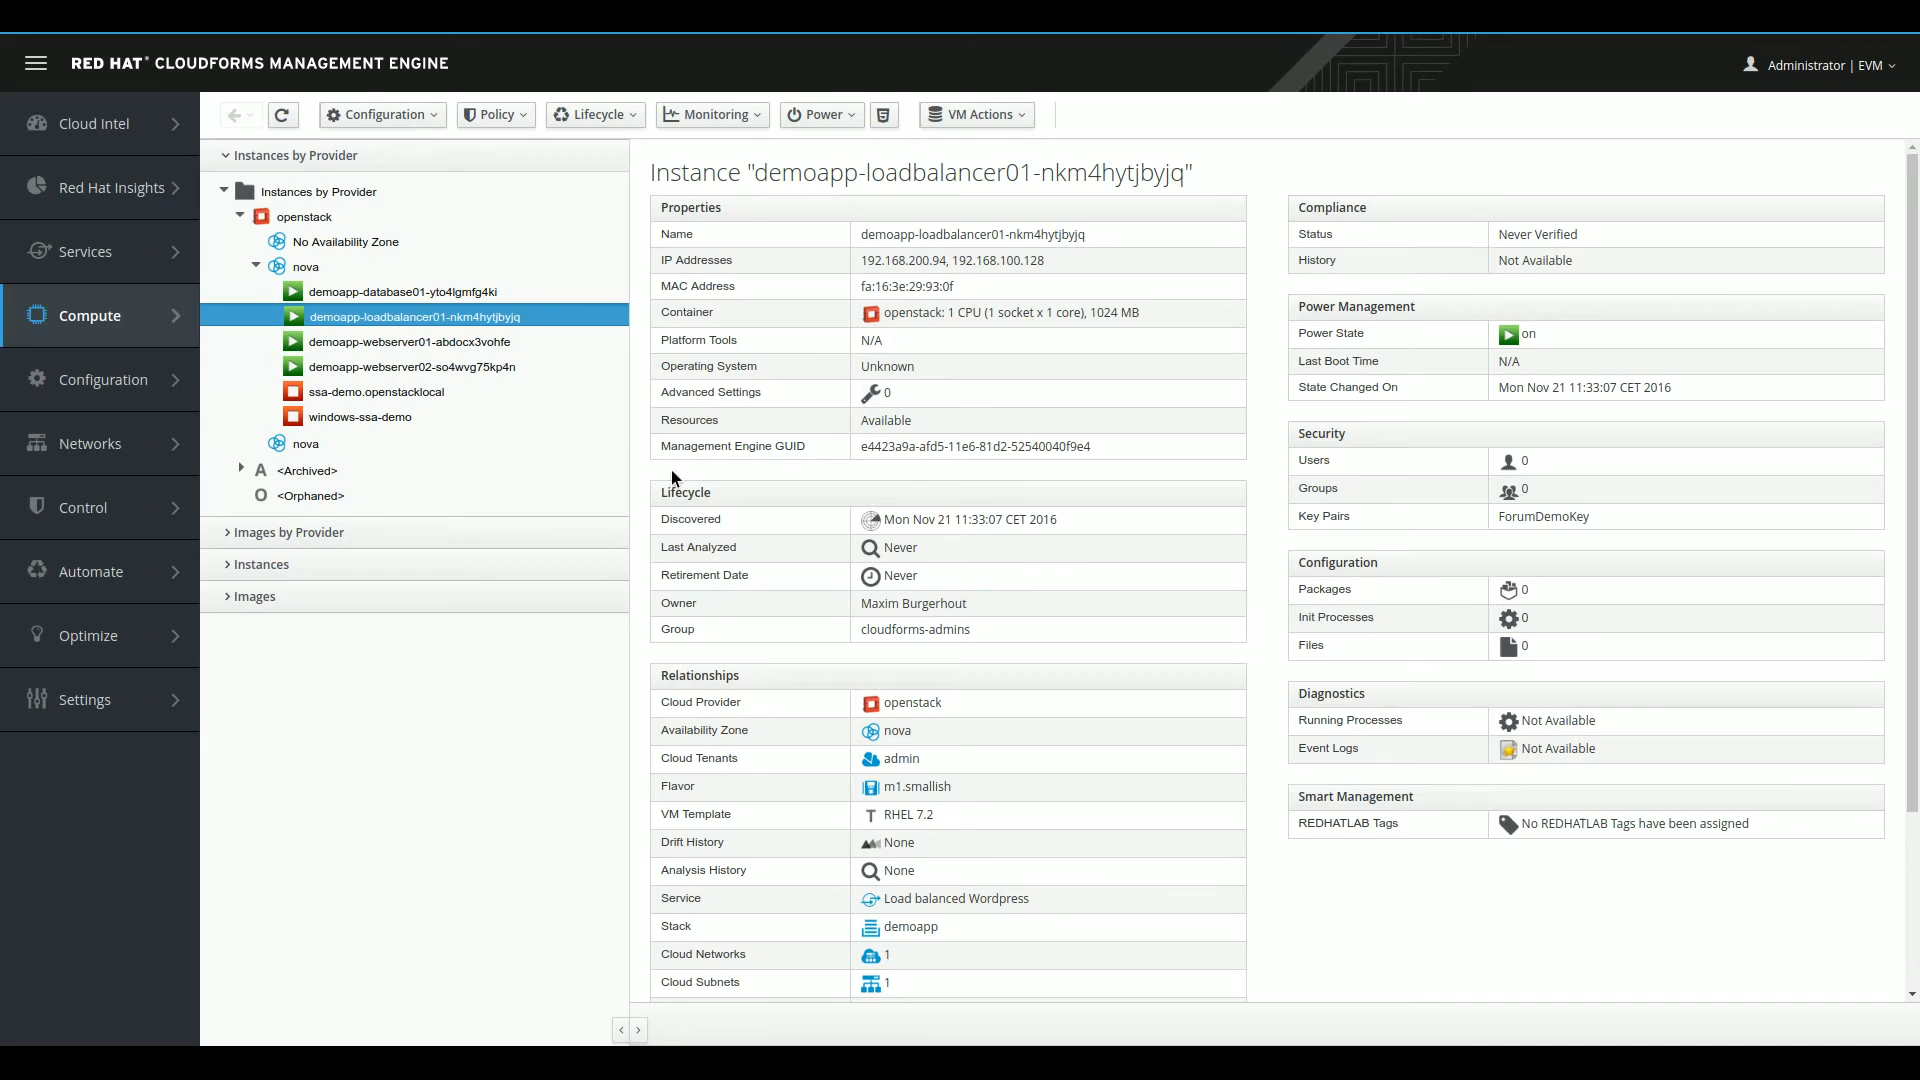 RED HAT® CLOUDFORMS MANAGEMENT ENGINE
Administrator | EVM
Cloud Intel
Red Hat Insights
Services
Compute
Configuration
Networks
Control
Automate
Optimize
Settings
Configuration
Policy
Lifecycle
Monitoring
Power
VM Actions
Instances by Provider
Instances by Provider
openstack
No Availability Zone
nova
demoapp-database01-yto4lgmfg4ki
demoapp-loadbalancer01-nkm4hytjbyjq
demoapp-webserver01-abdocx3vohfe
demoapp-webserver02-so4wvg75kp4n
ssa-demo.openstacklocal
windows-ssa-demo
nova
A <Archived>
O <Orphaned>
Images by Provider
Instances
Images
Instance "demoapp-loadbalancer01-nkm4hytjbyjq"
Properties
Name demoapp-loadbalancer01-nkm4hytjbyjq
IP Addresses 192.168.200.94, 192.168.100.128
MAC Address fa:16:3e:29:93:0f
Container openstack: 1 CPU (1 socket x 1 core), 1024 MB
Platform Tools N/A
Operating System Unknown
Advanced Settings 0
Resources Available
Management Engine GUID e4423a9a-afd5-11e6-81d2-52540040f9e4
Lifecycle
Discovered Mon Nov 21 11:33:07 CET 2016
Last Analyzed Never
Retirement Date Never
Owner Maxim Burgerhout
Group cloudforms-admins
Relationships
Cloud Provider openstack
Availability Zone nova
Cloud Tenants admin
Flavor m1.smallish
VM Template T RHEL 7.2
Drift History None
Analysis History None
Service Load balanced Wordpress
Stack demoapp
Cloud Networks 1
Cloud Subnets 1
Compliance
Status Never Verified
History Not Available
Power Management
Power State on
Last Boot Time N/A
State Changed On Mon Nov 21 11:33:07 CET 2016
Security
Users 0
Groups 0
Key Pairs ForumDemoKey
Configuration
Packages 0
Init Processes 0
Files 0
Diagnostics
Running Processes Not Available
Event Logs Not Available
Smart Management
REDHATLAB Tags No REDHATLAB Tags have been assigned